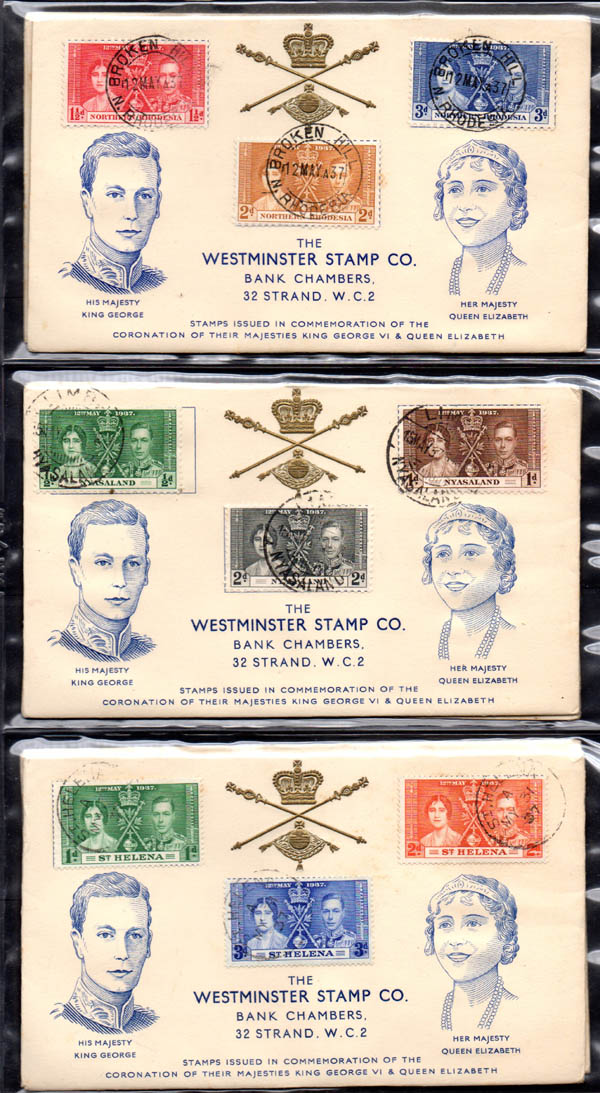 BROKEN HILL
12 MAY 37
N. RHODESIA
1½d
NORTHERN RHODESIA
BROKEN HILL
12 MAY 37
N. RHODESIA
3d 3d
BROKEN HILL
1937.
12 MAY 37
N. RHODESIA
2d 2d
NORTHERN RHODESIA
THE
WESTMINSTER STAMP CO.
BANK CHAMBERS,
32 STRAND. W.C.2
HIS MAJESTY
KING GEORGE
HER MAJESTY
QUEEN ELIZABETH
STAMPS ISSUED IN COMMEMORATION OF THE
CORONATION OF THEIR MAJESTIES KING GEORGE VI & QUEEN ELIZABETH
12TH MAY 1937.
NYASALAND
½d
NYASALAND
12TH MAY 1937.
NYASALAND
1d
NYASALAND
2d 2d
NYASALAND
THE
WESTMINSTER STAMP CO.
BANK CHAMBERS,
32 STRAND. W.C.2
HIS MAJESTY
KING GEORGE
HER MAJESTY
QUEEN ELIZABETH
STAMPS ISSUED IN COMMEMORATION OF THE
CORONATION OF THEIR MAJESTIES KING GEORGE VI & QUEEN ELIZABETH
12TH MAY 1937.
1d 1d
ST HELENA
12TH MAY 1937.
2d 2d
ST HELENA
12TH MAY 1937.
3d 3d
ST HELENA
THE
WESTMINSTER STAMP CO.
BANK CHAMBERS,
32 STRAND. W.C.2
HIS MAJESTY
KING GEORGE
HER MAJESTY
QUEEN ELIZABETH
STAMPS ISSUED IN COMMEMORATION OF THE
CORONATION OF THEIR MAJESTIES KING GEORGE VI & QUEEN ELIZABETH